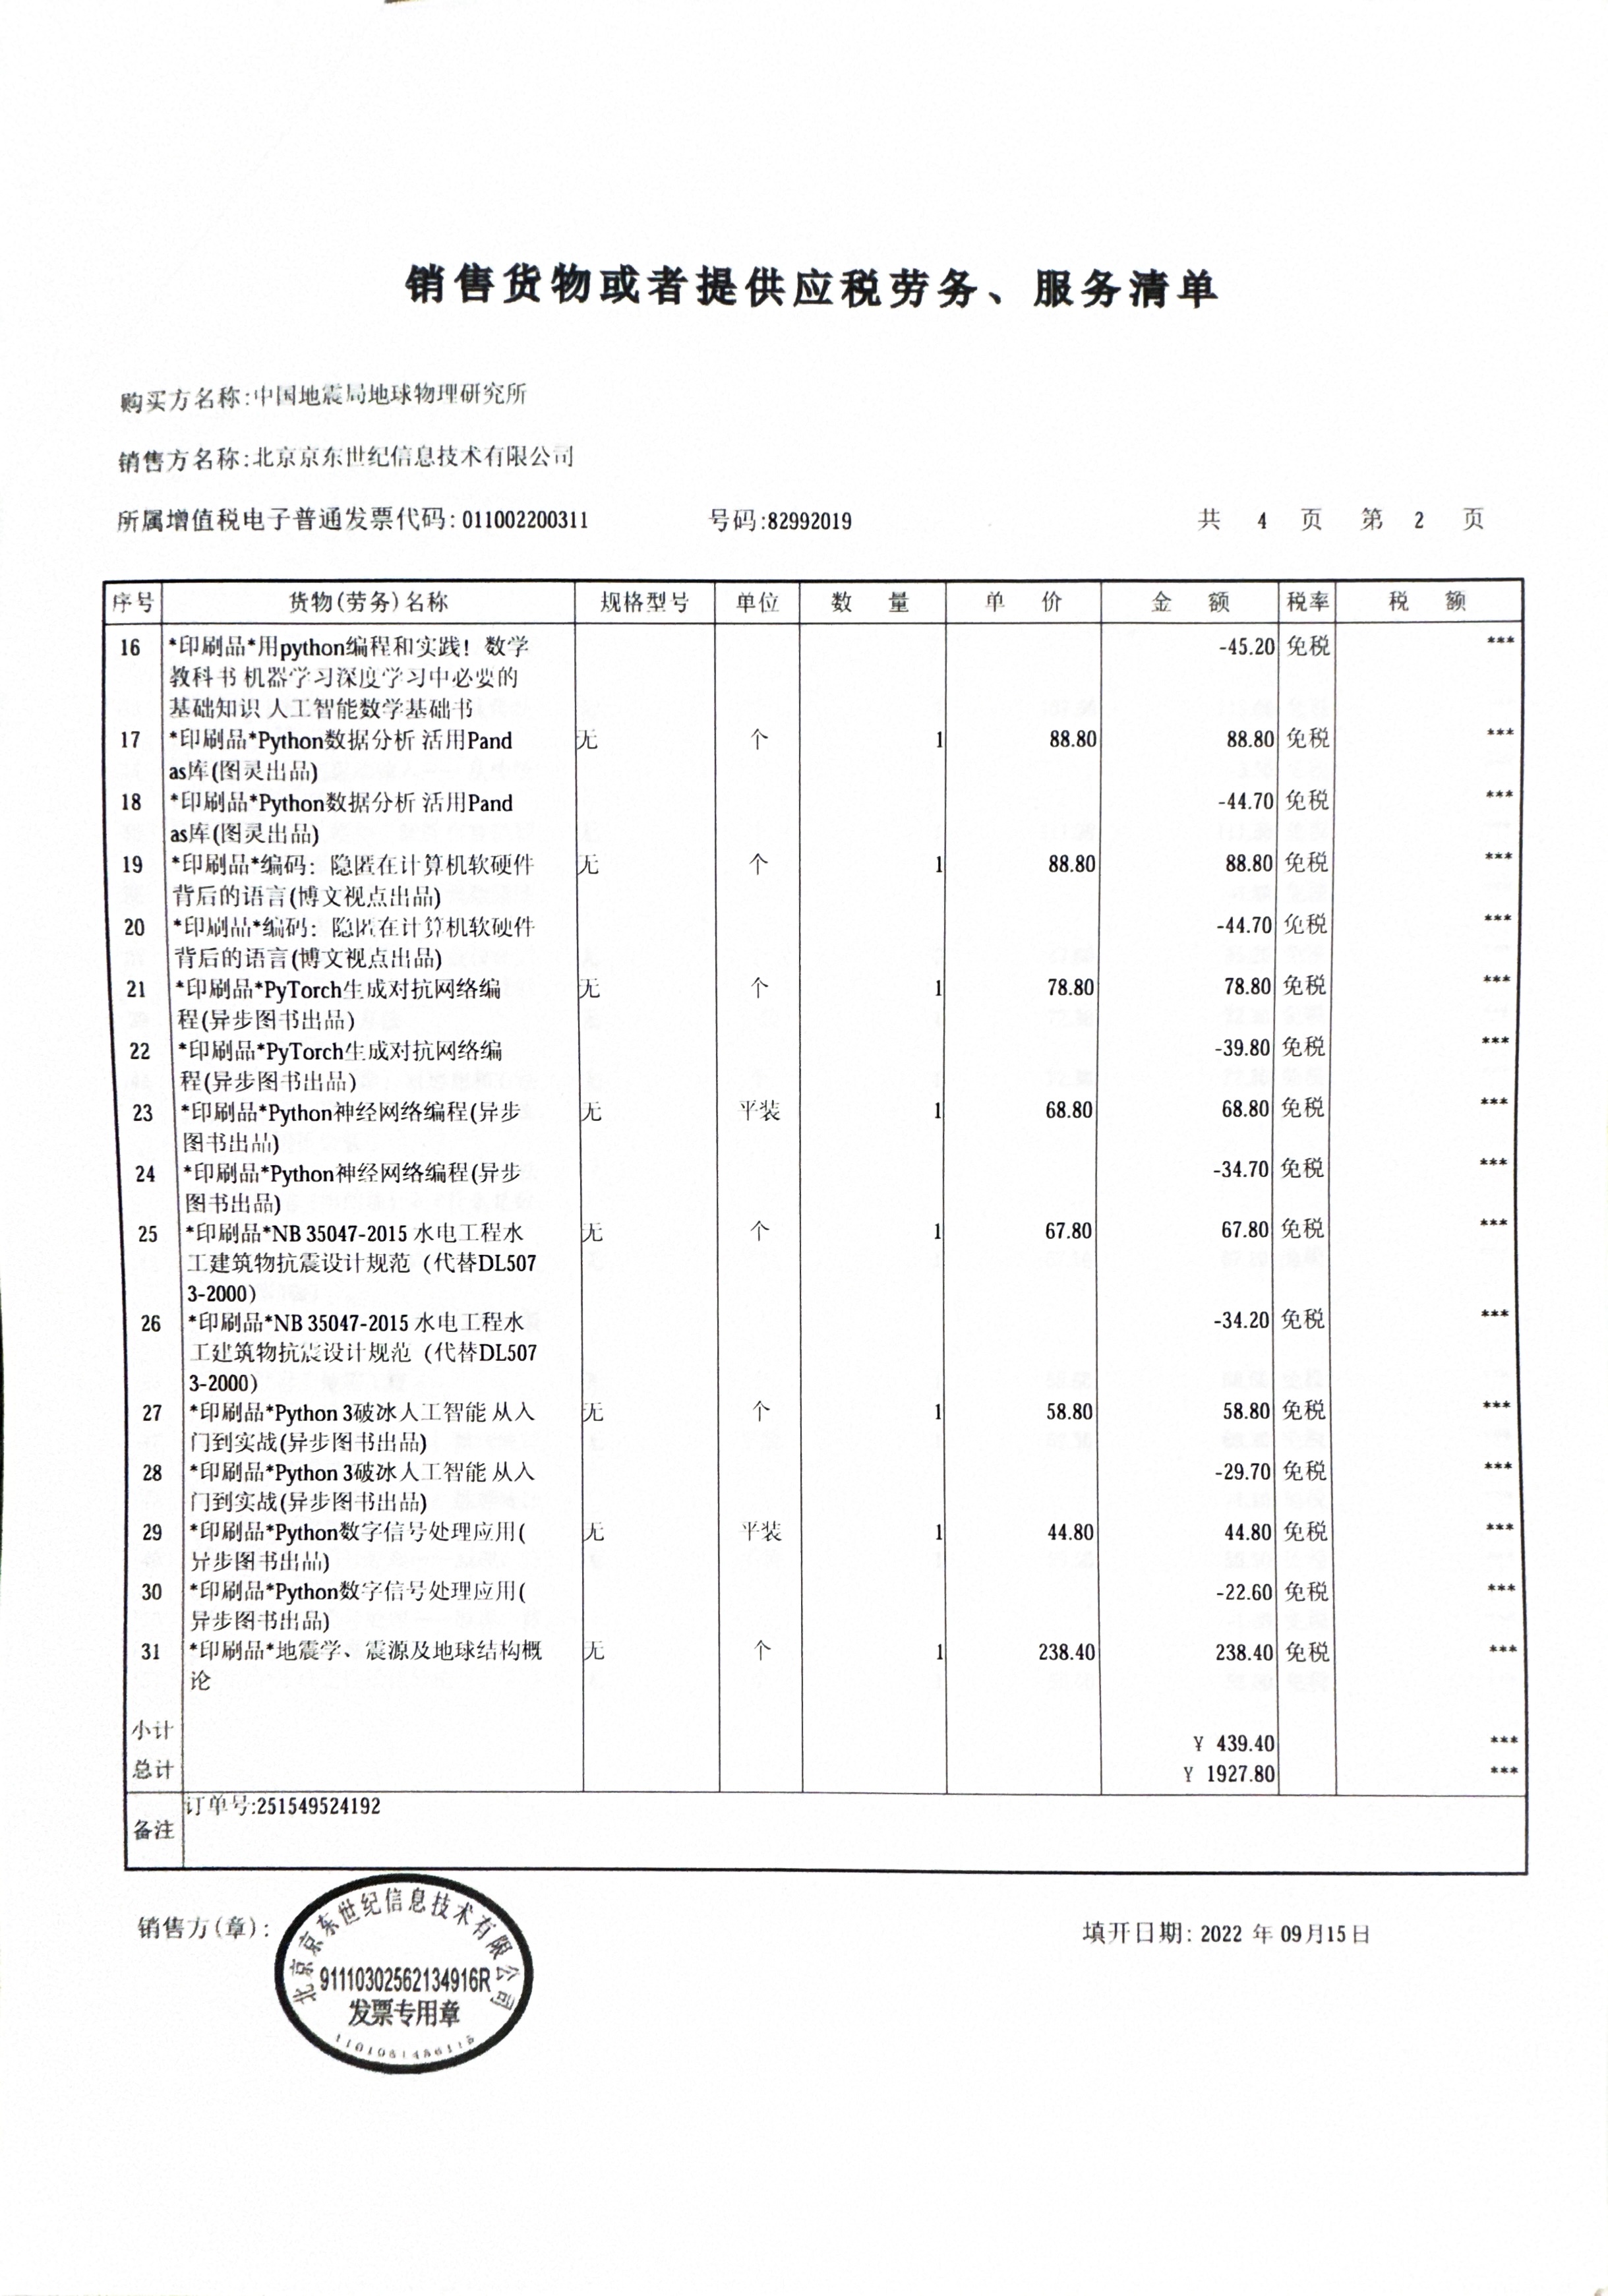 销售货物或者提供应税劳务、服务清单
购买方名称:中国地震局地球物理研究所
销售方名称:北京京东世纪信息技术有限公司
所属增值税电子普通发票代码:011002200311 号码:82992019 共 4 页 第 2 页
序号 货物(劳务)名称 规格型号 单位 数 量 单 价 金 额 税率 税 额
16 *印刷品*用python编程和实践！数学 -45.20 免税 ***
教科书 机器学习深度学习中必要的
基础知识 人工智能数学基础书
17 *印刷品*Python数据分析 活用Pand 无 个 1 88.80 88.80 免税 ***
as库(图灵出品)
18 *印刷品*Python数据分析 活用Pand -44.70 免税 ***
as库(图灵出品)
19 *印刷品*编码：隐匿在计算机软硬件 无 个 1 88.80 88.80 免税 ***
背后的语言(博文视点出品)
20 *印刷品*编码：隐匿在计算机软硬件 -44.70 免税 ***
背后的语言(博文视点出品)
21 *印刷品*PyTorch生成对抗网络编 无 个 1 78.80 78.80 免税 ***
程(异步图书出品)
22 *印刷品*PyTorch生成对抗网络编 -39.80 免税 ***
程(异步图书出品)
23 *印刷品*Python神经网络编程(异步 无 平装 1 68.80 68.80 免税 ***
图书出品)
24 *印刷品*Python神经网络编程(异步 -34.70 免税 ***
图书出品)
25 *印刷品*NB 35047-2015 水电工程水 无 个 1 67.80 67.80 免税 ***
工建筑物抗震设计规范（代替DL507
3-2000）
26 *印刷品*NB 35047-2015 水电工程水 -34.20 免税 ***
工建筑物抗震设计规范（代替DL507
3-2000）
27 *印刷品*Python 3破冰人工智能 从入 无 个 1 58.80 58.80 免税 ***
门到实战(异步图书出品)
28 *印刷品*Python 3破冰人工智能 从入 -29.70 免税 ***
门到实战(异步图书出品)
29 *印刷品*Python数字信号处理应用( 无 平装 1 44.80 44.80 免税 ***
异步图书出品)
30 *印刷品*Python数字信号处理应用( -22.60 免税 ***
异步图书出品)
31 *印刷品*地震学、震源及地球结构概 无 个 1 238.40 238.40 免税 ***
论
小计 ￥ 439.40 ***
总计 ￥ 1927.80 ***
备注 订单号:251549524192
销售方(章): 填开日期: 2022 年 09月15日
北京京东世纪信息技术有限公司
91110302562134916R
发票专用章